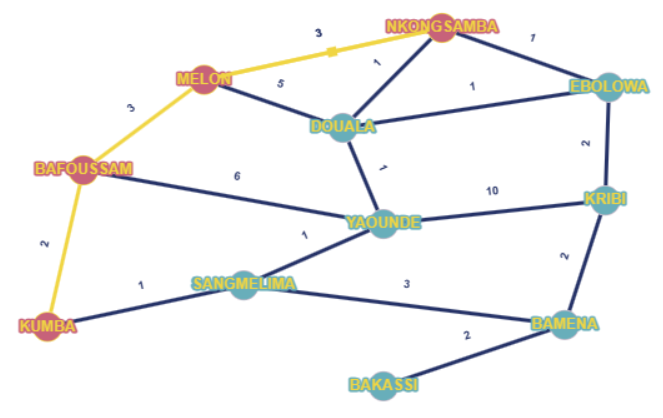 3
NKONGSAMBA
1
MELON
5
1
1
EBOLOWA
3
DOUALA
2
BAFOUSSAM
6
1
10
KRIBI
YAOUNDE
2
1
2
SANGMELIMA
1
3
KUMBA
BAMENA
2
BAKASSI